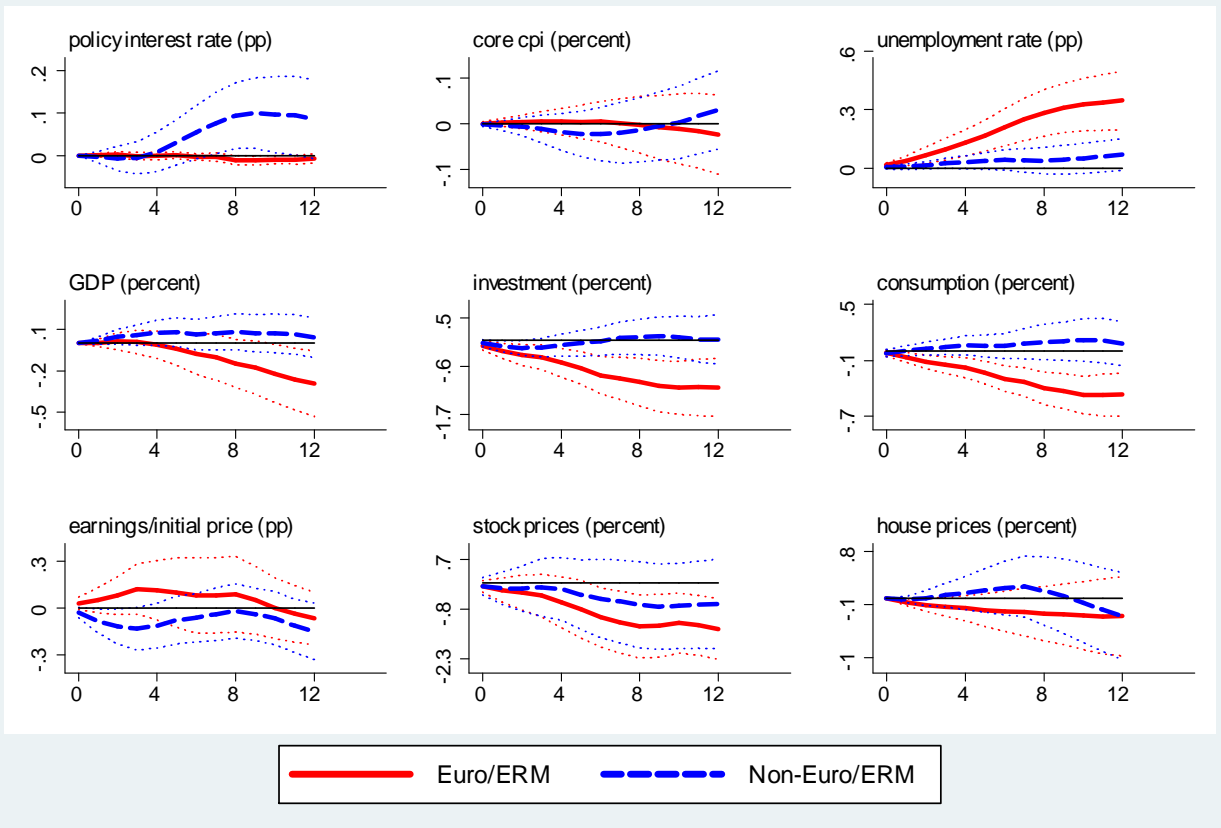 policy interest rate (pp)
.2
.1
0
0 4 8 12
core cpi (percent)
.1
0
-.1
0 4 8 12
unemployment rate (pp)
.6
.3
0
0 4 8 12
GDP (percent)
.1
-.2
-.5
0 4 8 12
investment (percent)
.5
-.6
-1.7
0 4 8 12
consumption (percent)
.5
-.1
-.7
0 4 8 12
earnings/initial price (pp)
.3
0
-.3
0 4 8 12
stock prices (percent)
.7
-.8
-2.3
0 4 8 12
house prices (percent)
.8
-.1
-1
0 4 8 12
Euro/ERM Non-Euro/ERM